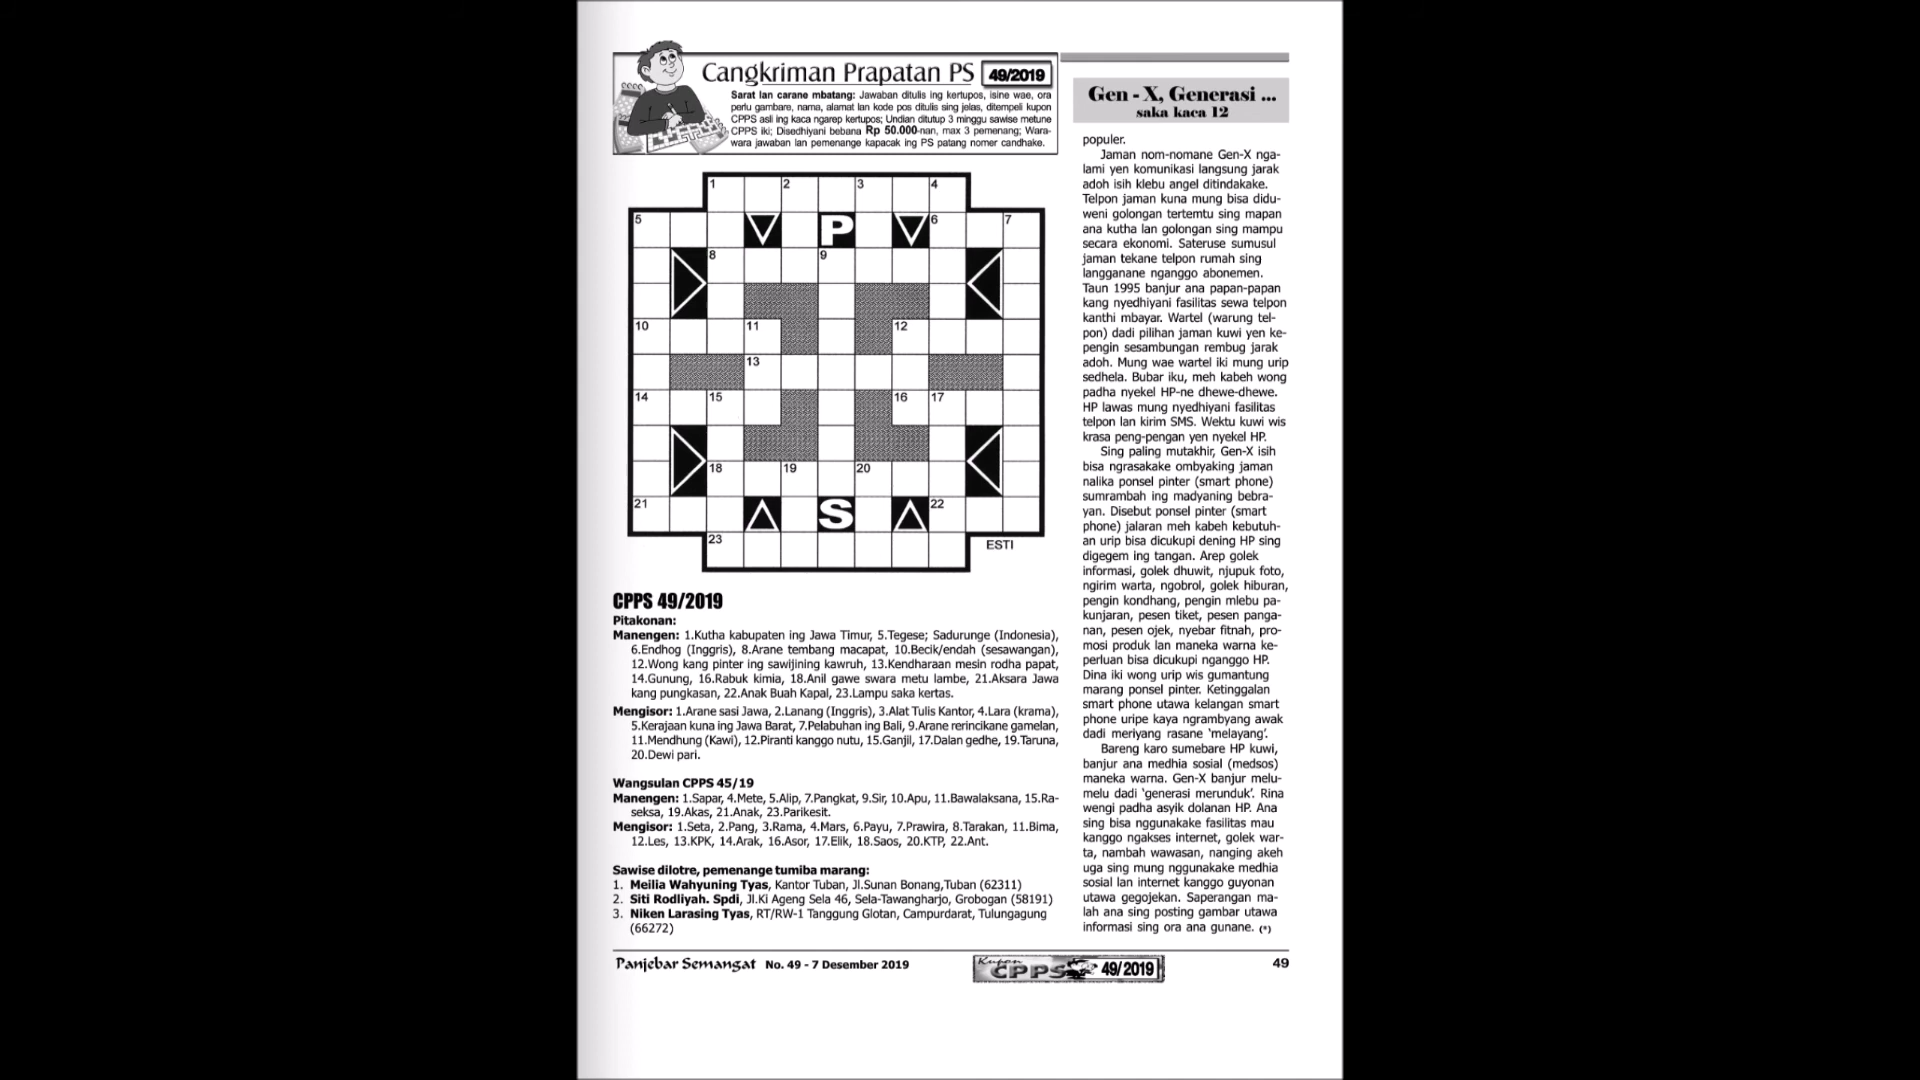 Cangkriman Prapatan PS 49/2019
Sarat lan carane mbatang: Jawaban ditulis ing kertupos, isine wae, ora
perlu gambare, nama, alamat lan kode pos ditulis sing jelas, ditempeli kupon
CPPS asli ing kaca ngarep kertupos; Undian ditutup 3 minggu sawise metune
CPPS iki; Disedhiyani bebana Rp 50.000-nan, max 3 pemenang; Wara-
wara jawaban lan pemenange kapacak ing PS patang nomer candhake.
1 2 3 4
5 P 6 7
8 9
10 11 12
13
14 15 16 17
18 19 20
21 S 22
23
ESTI
CPPS 49/2019
Pitakonan:
Manengen: 1.Kutha kabupaten ing Jawa Timur, 5.Tegese; Sadurunge (Indonesia),
6.Endhog (Inggris), 8.Arane tembang macapat, 10.Becik/endah (sesawangan),
12.Wong kang pinter ing sawijining kawruh, 13.Kendharaan mesin rodha papat,
14.Gunung, 16.Rabuk kimia, 18.Anil gawe swara metu lambe, 21.Aksara Jawa
kang pungkasan, 22.Anak Buah Kapal, 23.Lampu saka kertas.
Mengisor: 1.Arane sasi Jawa, 2.Lanang (Inggris), 3.Alat Tulis Kantor, 4.Lara (krama),
5.Kerajaan kuna ing Jawa Barat, 7.Pelabuhan ing Bali, 9.Arane rerincikane gamelan,
11.Mendhung (Kawi), 12.Piranti kanggo nutu, 15.Ganjil, 17.Dalan gedhe, 19.Taruna,
20.Dewi pari.
Wangsulan CPPS 45/19
Manengen: 1.Sapar, 4.Mete, 5.Alip, 7.Pangkat, 9.Sir, 10.Apu, 11.Bawalaksana, 15.Ra-
seksa, 19.Akas, 21.Anak, 23.Parikesit.
Mengisor: 1.Seta, 2.Pang, 3.Rama, 4.Mars, 6.Payu, 7.Prawira, 8.Tarakan, 11.Bima,
12.Les, 13.KPK, 14.Arak, 16.Asor, 17.Elik, 18.Saos, 20.KTP, 22.Ant.
Sawise dilotre, pemenange tumiba marang:
1. Meilia Wahyuning Tyas, Kantor Tuban, Jl.Sunan Bonang,Tuban (62311)
2. Siti Rodliyah. Spdi, Jl.Ki Ageng Sela 46, Sela-Tawangharjo, Grobogan (58191)
3. Niken Larasing Tyas, RT/RW-1 Tanggung Glotan, Campurdarat, Tulungagung
(66272)
Gen - X, Generasi ...
saka kaca 12
populer.
Jaman nom-nomane Gen-X nga-
lami yen komunikasi langsung jarak
adoh isih klebu angel ditindakake.
Telpon jaman kuna mung bisa didu-
weni golongan tertemtu sing mapan
ana kutha lan golongan sing mampu
secara ekonomi. Sateruse sumusul
jaman tekane telpon rumah sing
langganane nganggo abonemen.
Taun 1995 banjur ana papan-papan
kang nyedhiyani fasilitas sewa telpon
kanthi mbayar. Wartel (warung tel-
pon) dadi pilihan jaman kuwi yen ke-
pengin sesambungan rembug jarak
adoh. Mung wae wartel iki mung urip
sedhela. Bubar iku, meh kabeh wong
padha nyekel HP-ne dhewe-dhewe.
HP lawas mung nyedhiyani fasilitas
telpon lan kirim SMS. Wektu kuwi wis
krasa peng-pengan yen nyekel HP.
Sing paling mutakhir, Gen-X isih
bisa ngrasakake ombyaking jaman
nalika ponsel pinter (smart phone)
sumrambah ing madyaning bebra-
yan. Disebut ponsel pinter (smart
phone) jalaran meh kabeh kebutuh-
an urip bisa dicukupi dening HP sing
digegem ing tangan. Arep golek
informasi, golek dhuwit, njupuk foto,
ngirim warta, ngobrol, golek hiburan,
pengin kondhang, pengin mlebu pa-
kunjaran, pesen tiket, pesen panga-
nan, pesen ojek, nyebar fitnah, pro-
mosi produk lan maneka warna ke-
perluan bisa dicukupi nganggo HP.
Dina iki wong urip wis gumantung
marang ponsel pinter. Ketinggalan
smart phone utawa kelangan smart
phone uripe kaya ngrambyang awak
dadi meriyang rasane 'melayang'.
Bareng karo sumebare HP kuwi,
banjur ana medhia sosial (medsos)
maneka warna. Gen-X banjur melu-
melu dadi 'generasi merunduk'. Rina
wengi padha asyik dolanan HP. Ana
sing bisa nggunakake fasilitas mau
kanggo ngakses internet, golek war-
ta, nambah wawasan, nanging akeh
uga sing mung nggunakake medhia
sosial lan internet kanggo guyonan
utawa gegojekan. Saperangan ma-
lah ana sing posting gambar utawa
informasi sing ora ana gunane. (*)
Panjebar Semangat No. 49 - 7 Desember 2019
Kupon CPPS 49/2019
49